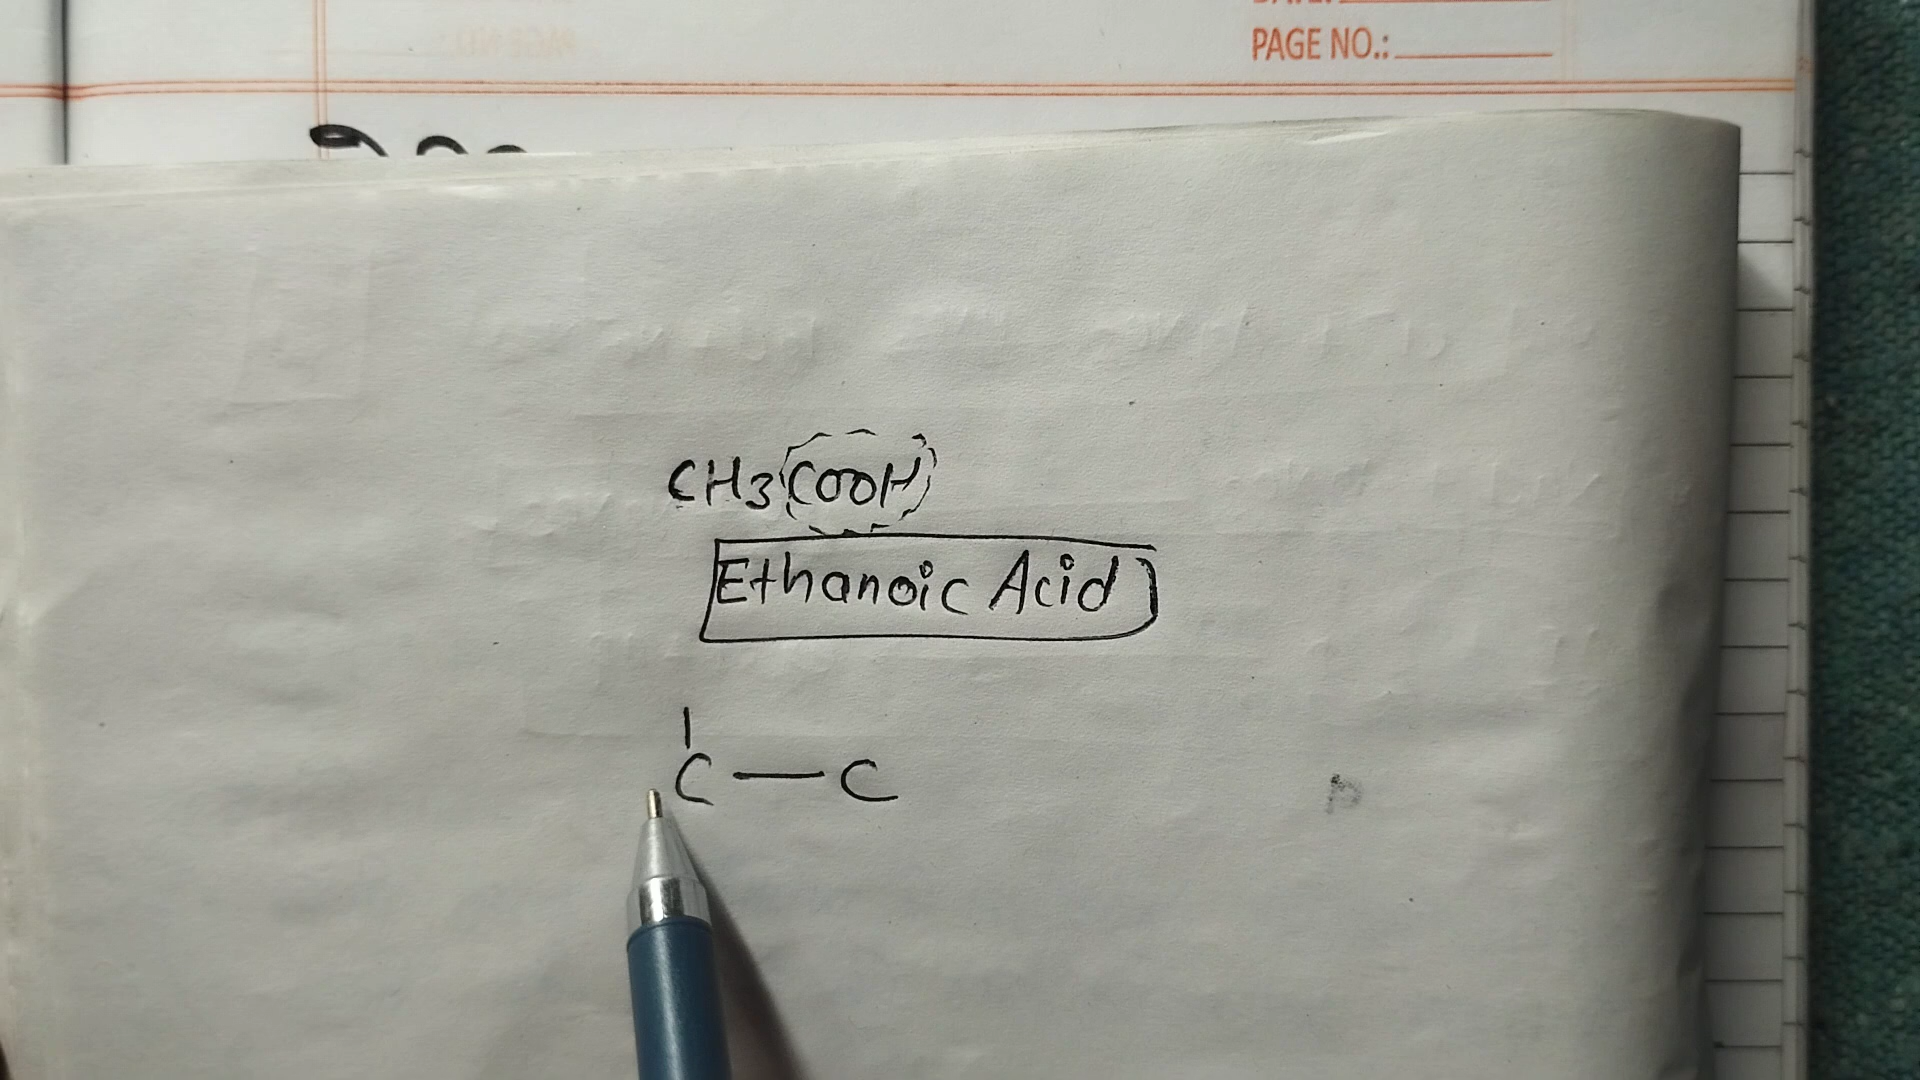 PAGE NO.:
CH3COOH
Ethanoic Acid
C — C